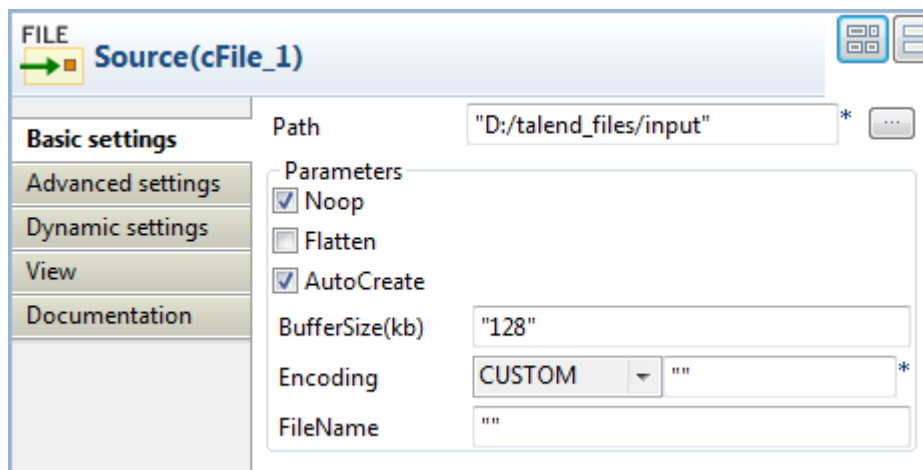 FILE
Source(cFile_1)
Basic settings
Advanced settings
Dynamic settings
View
Documentation
Path "D:/talend_files/input" * ...
Parameters
Noop
Flatten
AutoCreate
BufferSize(kb) "128"
Encoding CUSTOM "" *
FileName ""